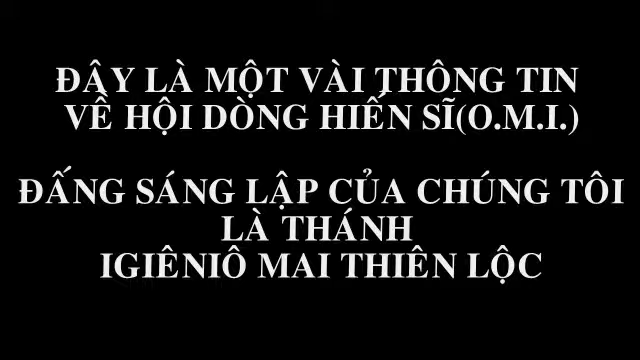 ĐÂY LÀ MỘT VÀI THÔNG TIN
VỀ HỘI DÒNG HIẾN SĨ(O.M.I.)
ĐẤNG SÁNG LẬP CỦA CHÚNG TÔI
LÀ THÁNH
IGIÊNIÔ MAI THIÊN LỘC